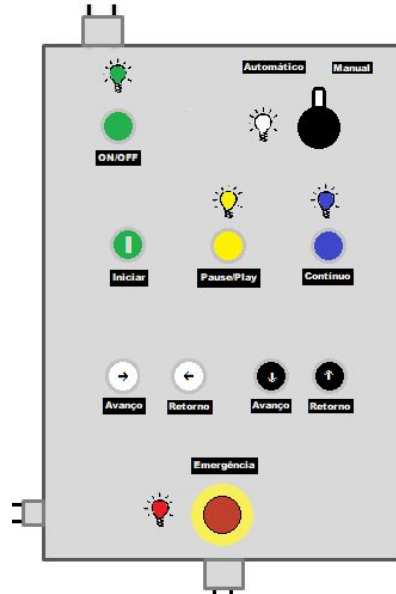 Automático
Manual
ON/OFF
Iniciar
Pause/Play
Contínuo
Avanço
Retorno
Avanço
Retorno
Emergência